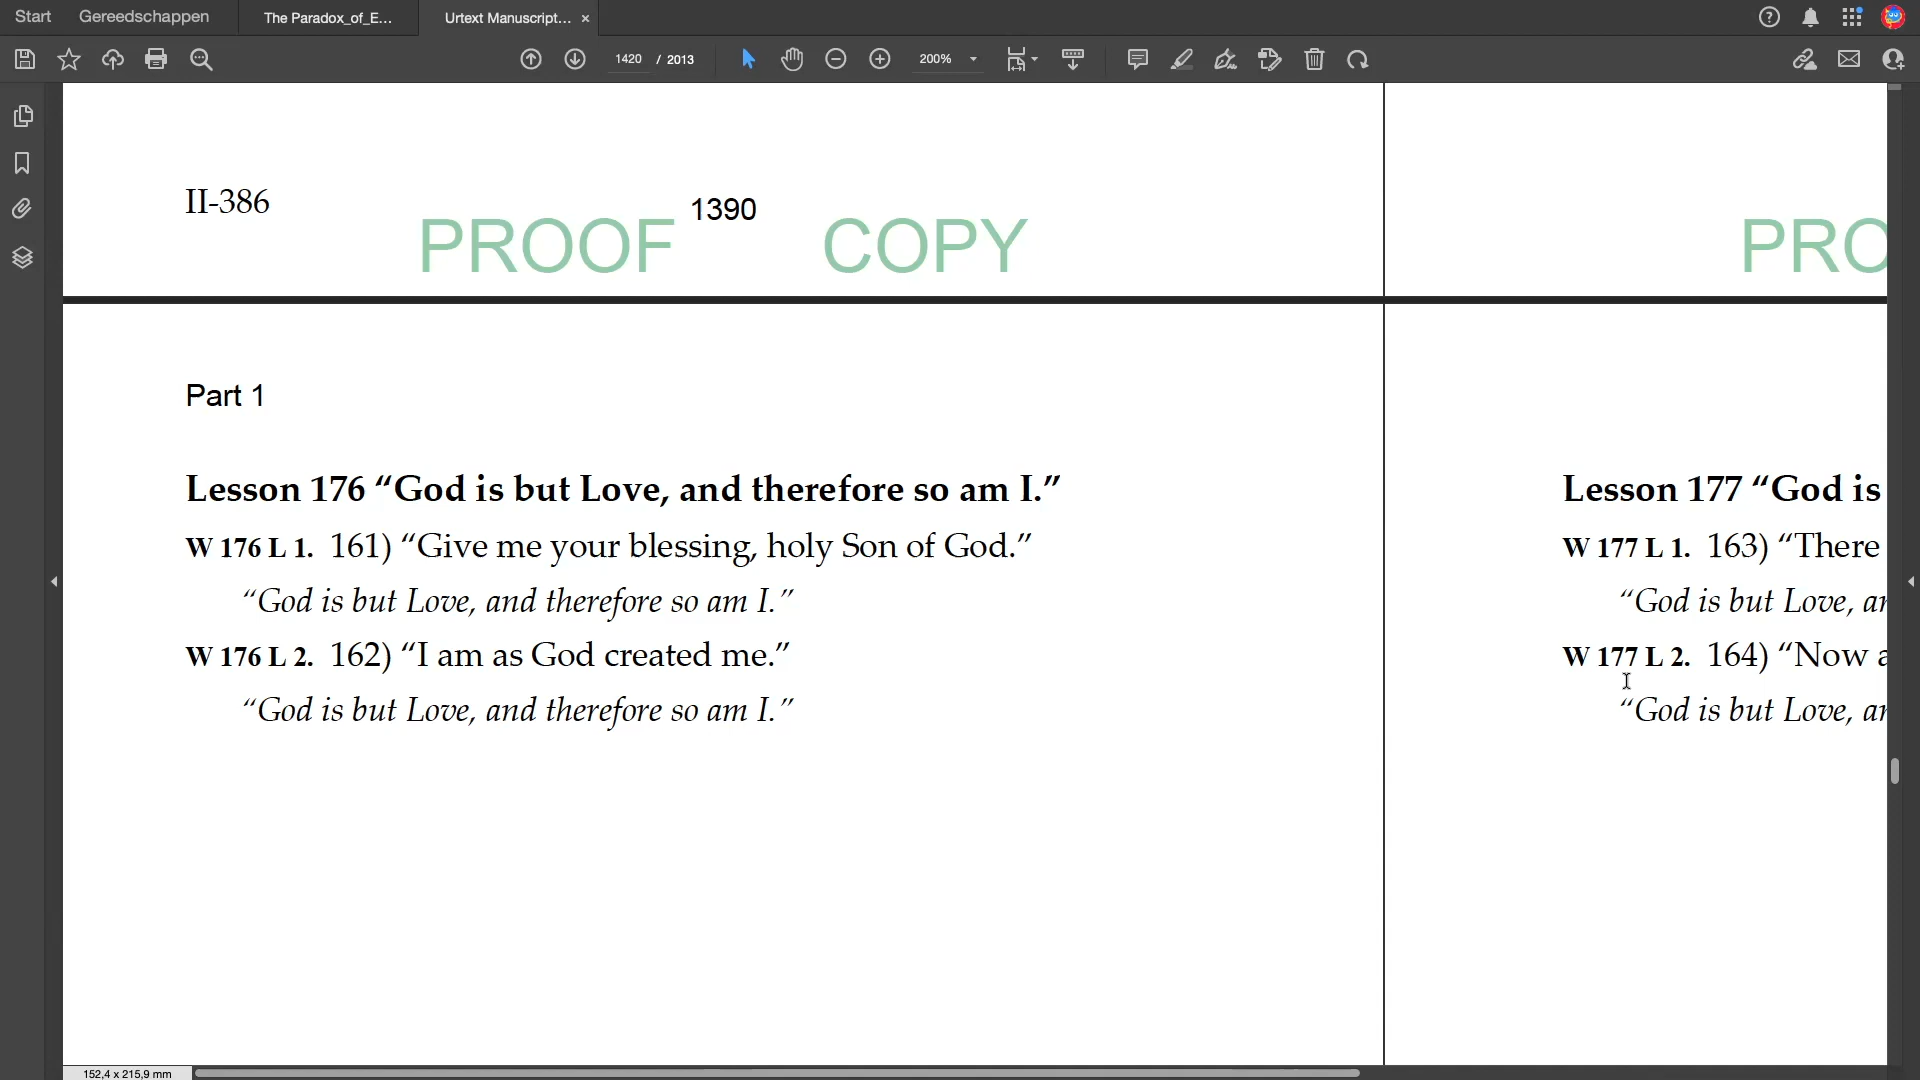 Start Gereedschappen The Paradox_of_E... Urtext Manuscript... ×
1420 / 2013 200%
II-386 1390
PROOF COPY PRO
Part 1
Lesson 176 “God is but Love, and therefore so am I.”
W 176 L 1. 161) “Give me your blessing, holy Son of God.”
“God is but Love, and therefore so am I.”
W 176 L 2. 162) “I am as God created me.”
“God is but Love, and therefore so am I.”
Lesson 177 “God is
W 177 L 1. 163) “There
“God is but Love, an
W 177 L 2. 164) “Now a
“God is but Love, an
152,4 x 215,9 mm